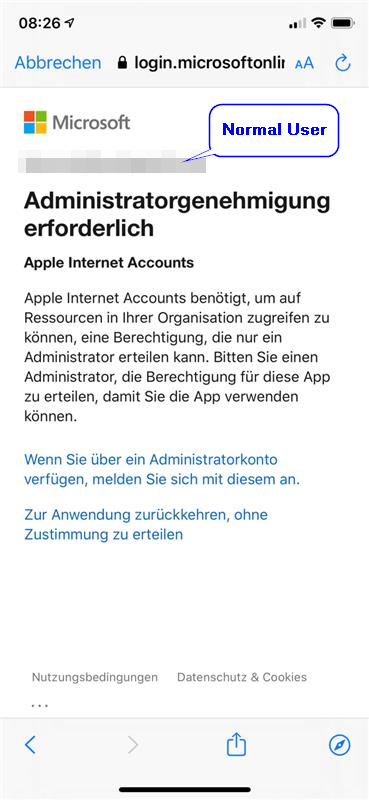 08:26
Abbrechen login.microsoftonlin AA
Microsoft
Normal User
Administratorgenehmigung
erforderlich
Apple Internet Accounts
Apple Internet Accounts benötigt, um auf
Ressourcen in Ihrer Organisation zugreifen zu
können, eine Berechtigung, die nur ein
Administrator erteilen kann. Bitten Sie einen
Administrator, die Berechtigung für diese App
zu erteilen, damit Sie die App verwenden
können.
Wenn Sie über ein Administratorkonto
verfügen, melden Sie sich mit diesem an.
Zur Anwendung zurückkehren, ohne
Zustimmung zu erteilen
Nutzungsbedingungen Datenschutz & Cookies
...